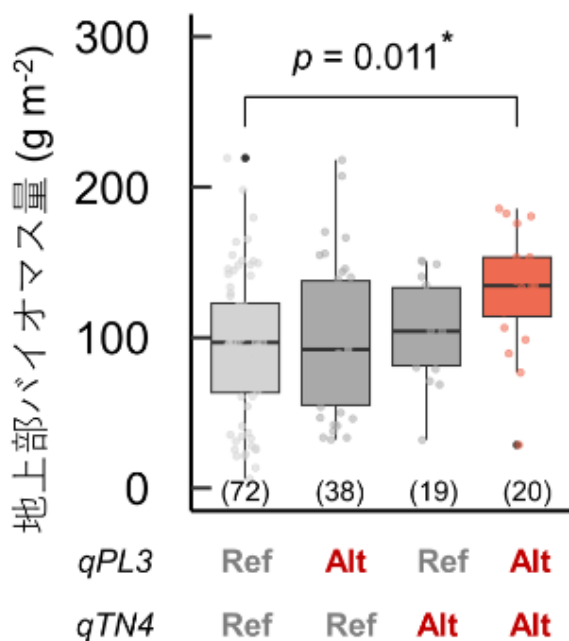 300
p = 0.011*
200
100
0
地上部バイオマス量 (g m-2)
(72) (38) (19) (20)
qPL3 Ref Alt Ref Alt
qTN4 Ref Ref Alt Alt